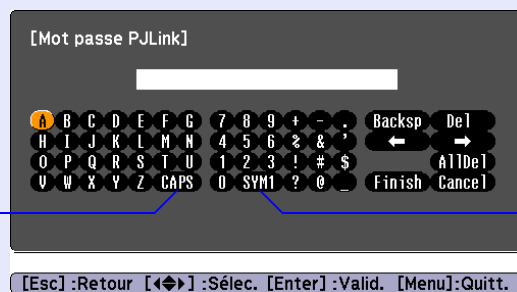 [Mot passe PJLink]
A B C D E F G 7 8 9 + - . Backsp Del
H I J K L M N 4 5 6 % & ' ← →
O P Q R S T U 1 2 3 ! # $ AllDel
V W X Y Z CAPS 0 SYM1 ? @ _ Finish Cancel
[Esc] :Retour [◀◆▶] :Sélec. [Enter] :Valid. [Menu] :Quitt.